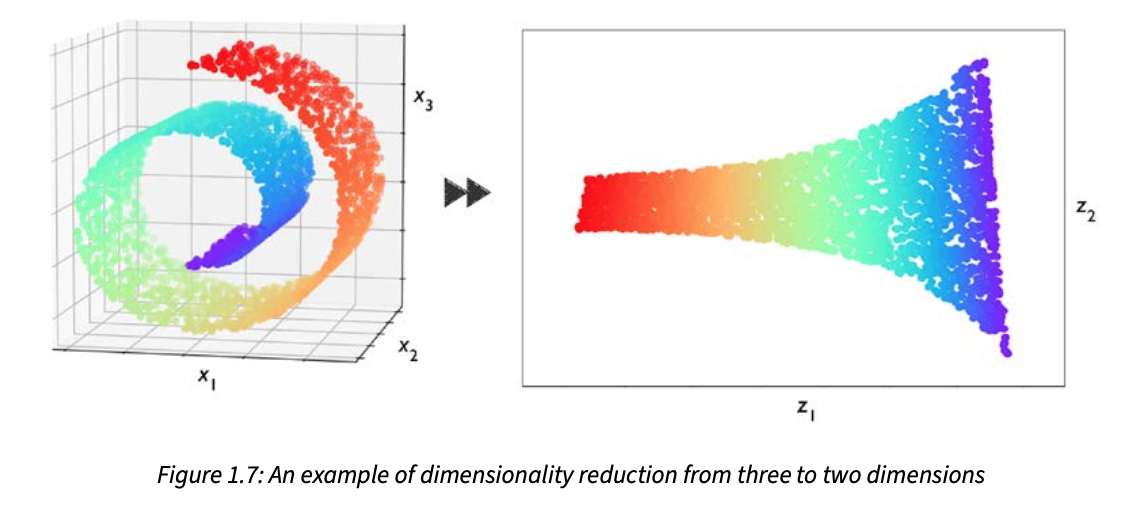 x3
x2
x1
z2
z1
Figure 1.7: An example of dimensionality reduction from three to two dimensions